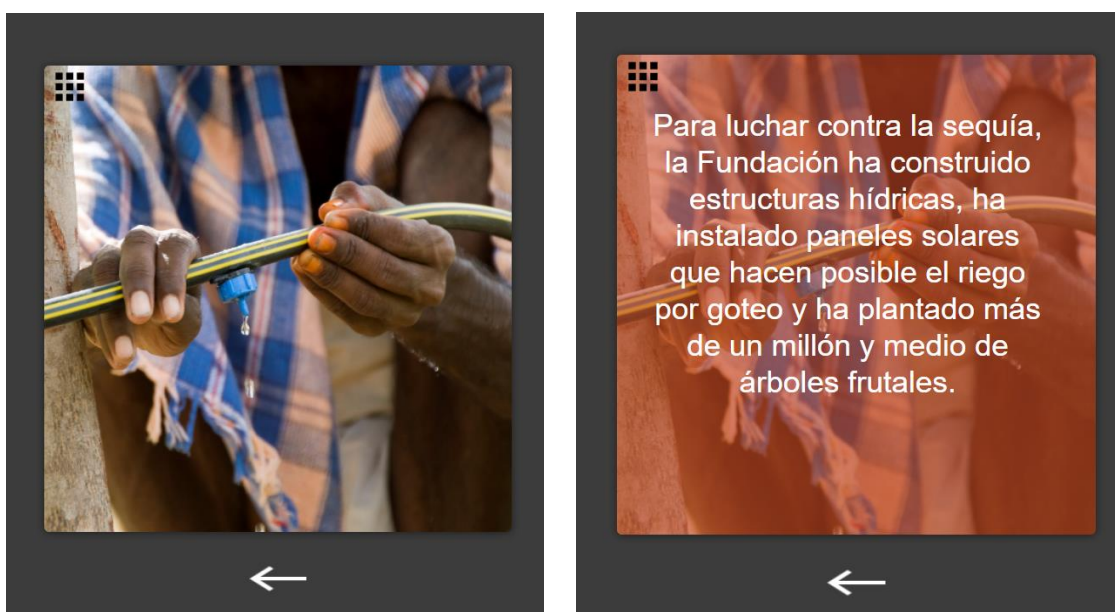 Para luchar contra la sequía,
la Fundación ha construido
estructuras hídricas, ha
instalado paneles solares
que hacen posible el riego
por goteo y ha plantado más
de un millón y medio de
árboles frutales.